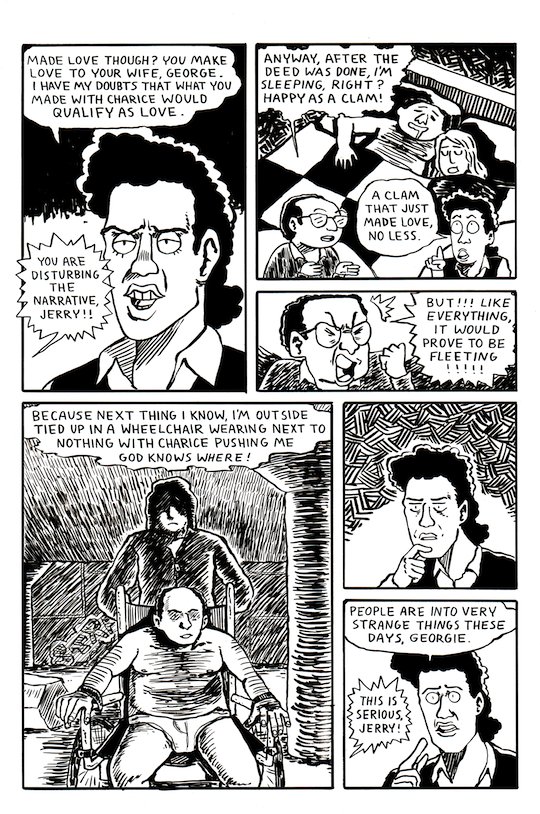 MADE LOVE THOUGH? YOU MAKE
LOVE TO YOUR WIFE, GEORGE.
I HAVE MY DOUBTS THAT WHAT YOU
MADE WITH CHARICE WOULD
QUALIFY AS LOVE.
YOU ARE
DISTURBING
THE
NARRATIVE,
JERRY!!
ANYWAY, AFTER THE
DEED WAS DONE, I'M
SLEEPING, RIGHT?
HAPPY AS A CLAM!
A CLAM
THAT JUST
MADE LOVE,
NO LESS.
BUT!!! LIKE
EVERYTHING,
IT WOULD
PROVE TO BE
FLEETING
!!!!!
BECAUSE NEXT THING I KNOW, I'M OUTSIDE
TIED UP IN A WHEELCHAIR WEARING NEXT TO
NOTHING WITH CHARICE PUSHING ME
GOD KNOWS WHERE!
PEOPLE ARE INTO VERY
STRANGE THINGS THESE
DAYS, GEORGIE.
THIS IS
SERIOUS,
JERRY!